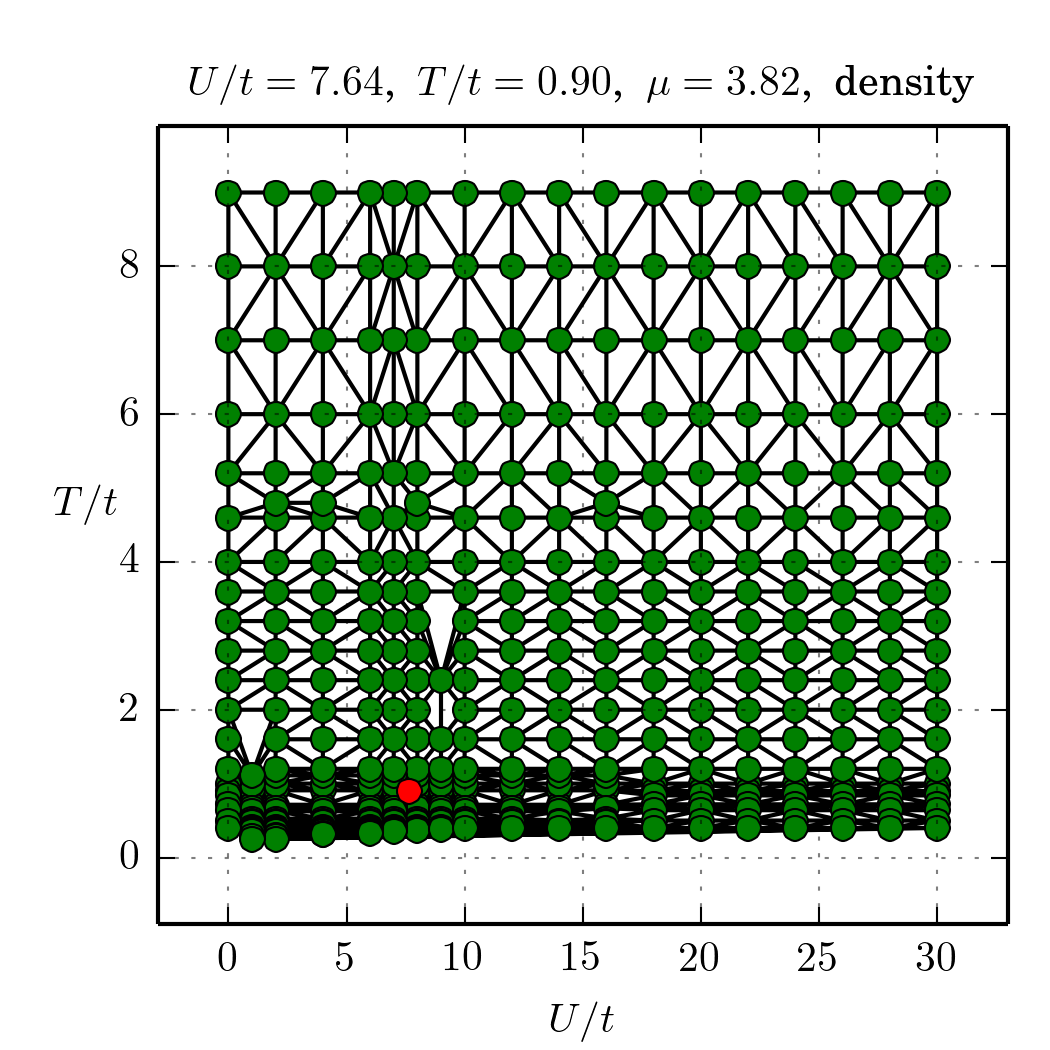 U/t = 7.64, T/t = 0.90, μ = 3.82, density
8
6
T/t
4
2
0
0 5 10 15 20 25 30
U/t